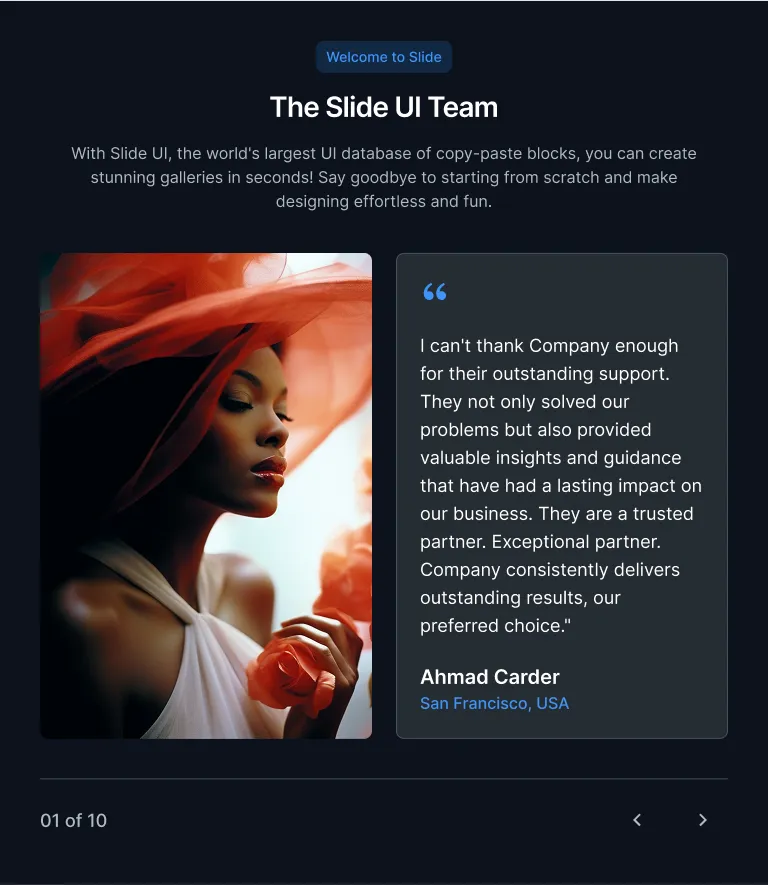 Welcome to Slide
The Slide UI Team
With Slide UI, the world's largest UI database of copy-paste blocks, you can create
stunning galleries in seconds! Say goodbye to starting from scratch and make
designing effortless and fun.
“
I can't thank Company enough
for their outstanding support.
They not only solved our
problems but also provided
valuable insights and guidance
that have had a lasting impact on
our business. They are a trusted
partner. Exceptional partner.
Company consistently delivers
outstanding results, our
preferred choice."
Ahmad Carder
San Francisco, USA
01 of 10